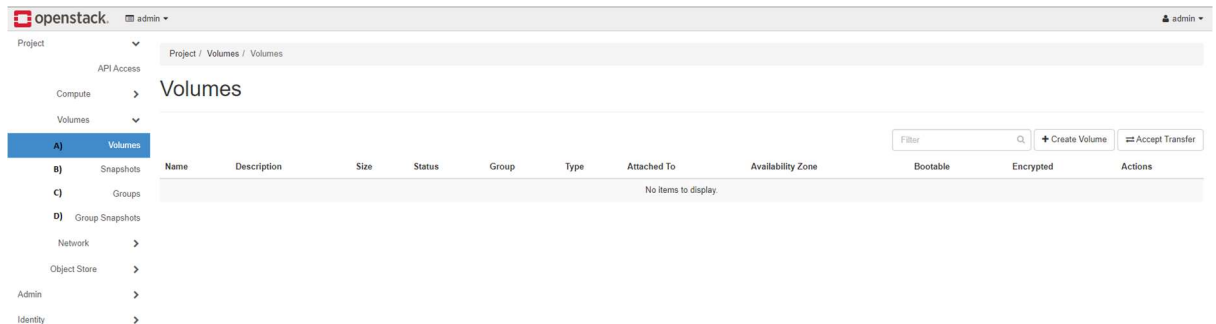 openstack. admin admin
Project
API Access
Compute
Volumes
A) Volumes
B) Snapshots
C) Groups
D) Group Snapshots
Network
Object Store
Admin
Identity
Project / Volumes / Volumes
Volumes
Filter + Create Volume Accept Transfer
Name Description Size Status Group Type Attached To Availability Zone Bootable Encrypted Actions
No items to display.